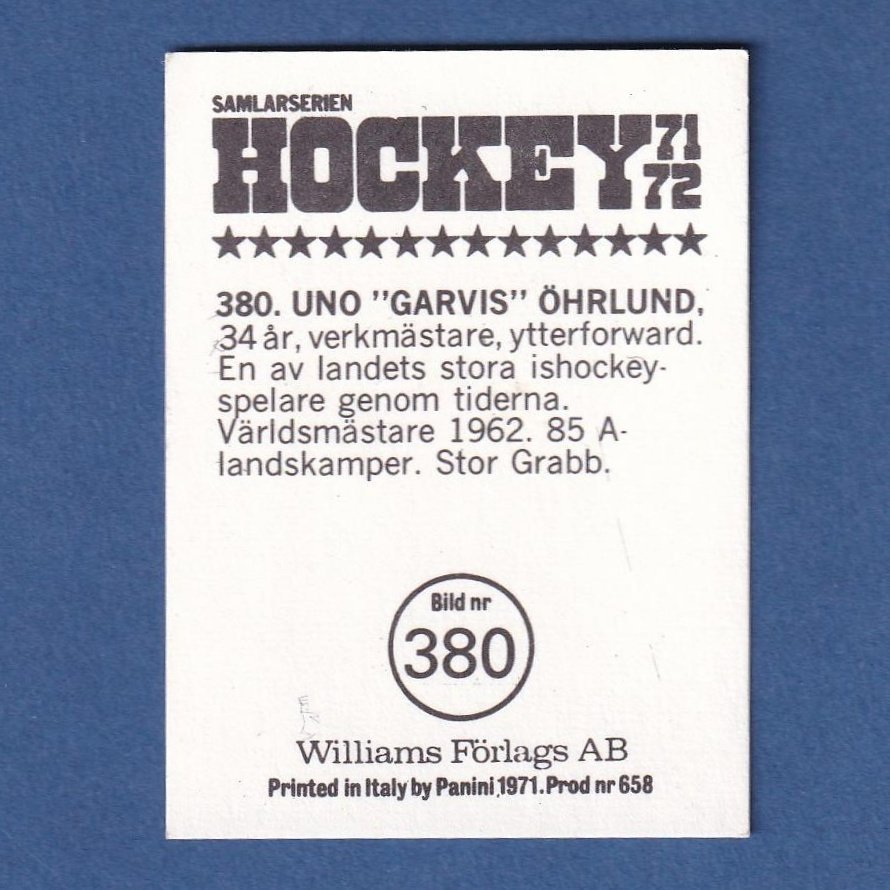 SAMLARSERIEN
HOCKEY 71 72
★★★★★★★★★★★★★★
380. UNO "GARVIS" ÖHRLUND,
34 år, verkmästare, ytterforward.
En av landets stora ishockey-
spelare genom tiderna.
Världsmästare 1962. 85 A-
landskamper. Stor Grabb.
Bild nr
380
Williams Förlags AB
Printed in Italy by Panini, 1971. Prod nr 658